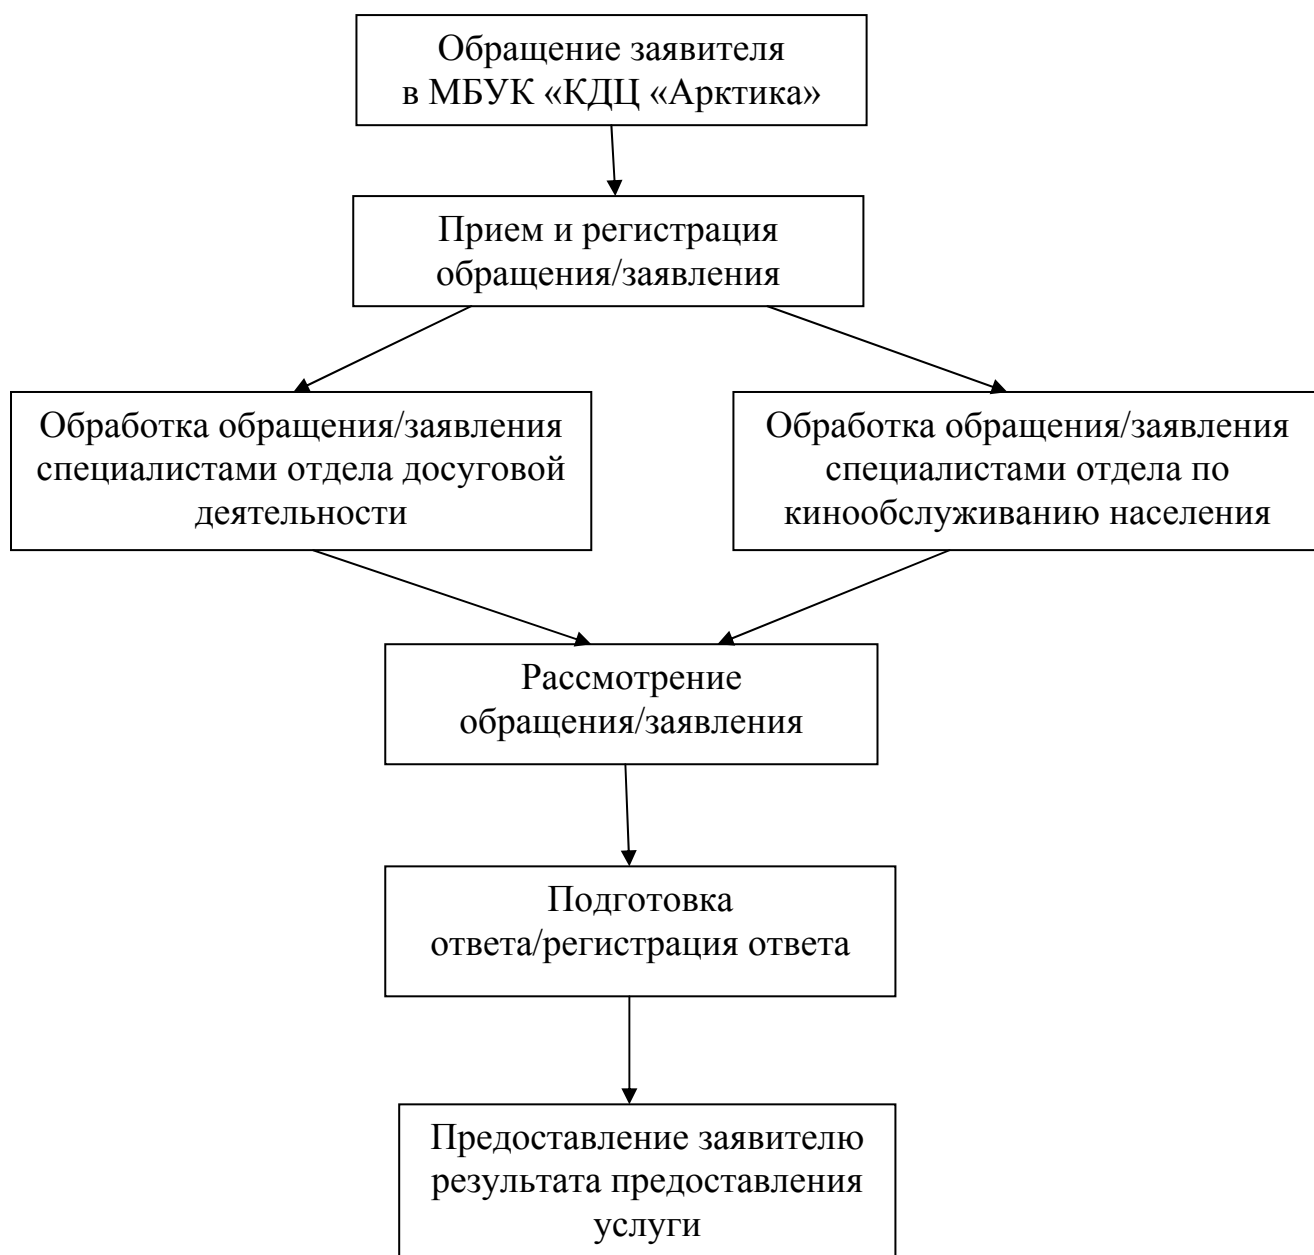 Обращение заявителя
в МБУК «КДЦ «Арктика»
Прием и регистрация
обращения/заявления
Обработка обращения/заявления
специалистами отдела досуговой
деятельности
Обработка обращения/заявления
специалистами отдела по
кинообслуживанию населения
Рассмотрение
обращения/заявления
Подготовка
ответа/регистрация ответа
Предоставление заявителю
результата предоставления
услуги